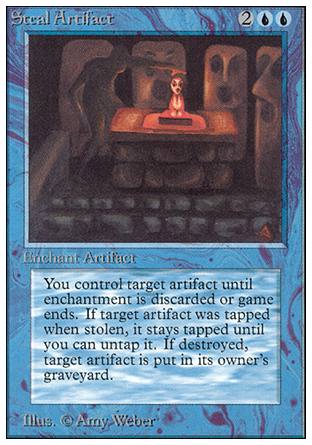 Steal Artifact 2
Enchant Artifact
You control target artifact until
enchantment is discarded or game
ends. If target artifact was tapped
when stolen, it stays tapped until
you can untap it. If destroyed,
target artifact is put in its owner's
graveyard.
Illus. © Amy Weber